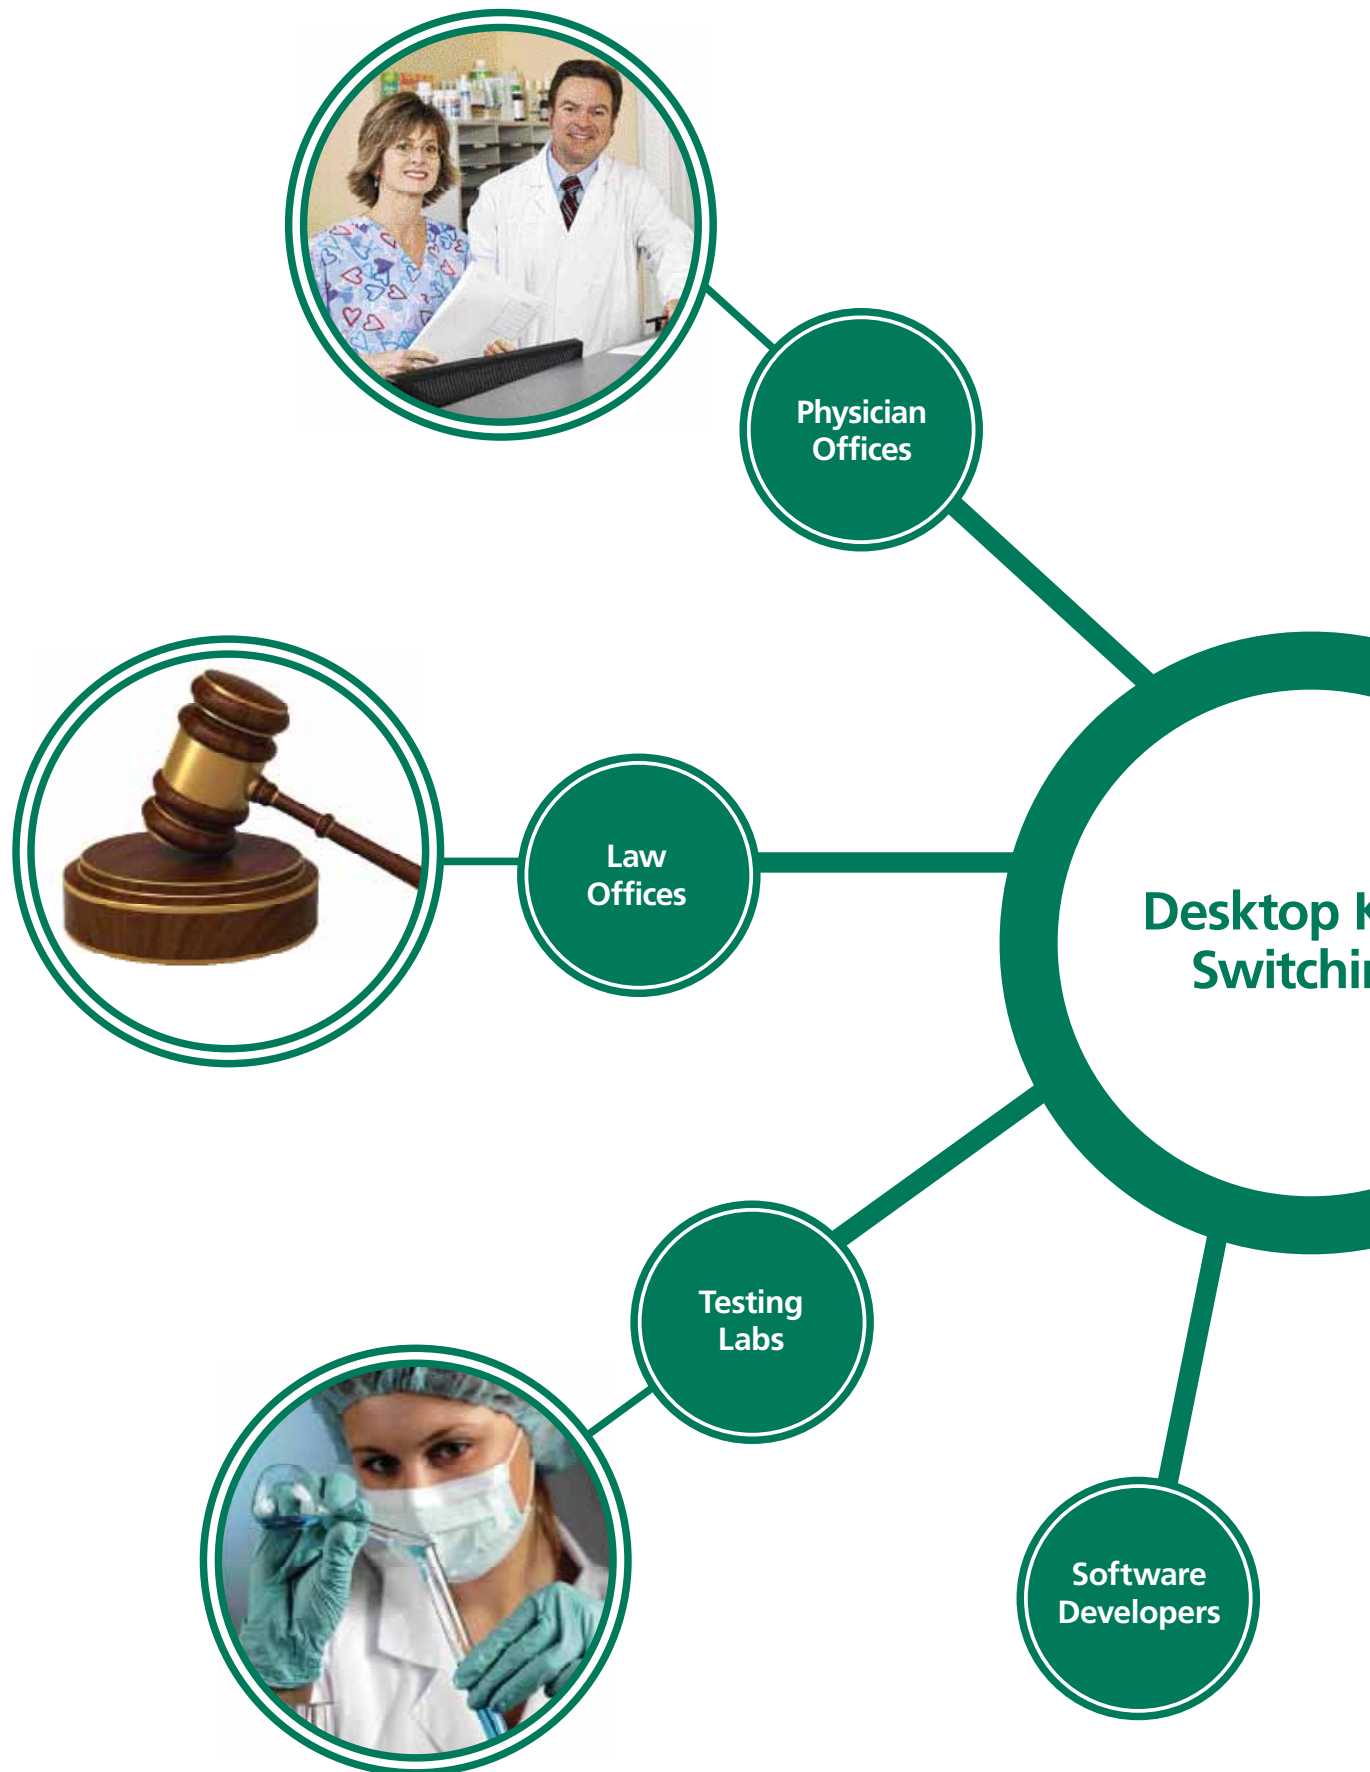 Physician
Offices
Law
Offices
Desktop
Testing
Labs
Software
Developers